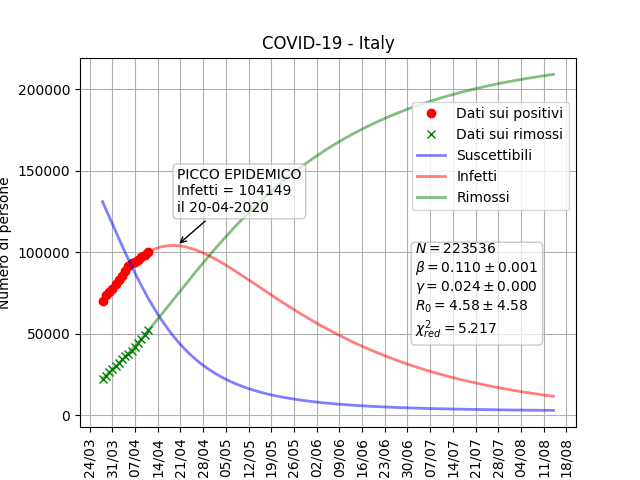 COVID-19 - Italy
Numero di persone
200000
150000
100000
50000
0
Dati sui positivi
Dati sui rimossi
Suscettibili
Infetti
Rimossi
PICCO EPIDEMICO
Infetti = 104149
il 20-04-2020
N = 223536
β = 0.110 ± 0.001
γ = 0.024 ± 0.000
R₀ = 4.58 ± 4.58
χ²red = 5.217
24/03
31/03
07/04
14/04
21/04
28/04
05/05
12/05
19/05
26/05
02/06
09/06
16/06
23/06
30/06
07/07
14/07
21/07
28/07
04/08
11/08
18/08